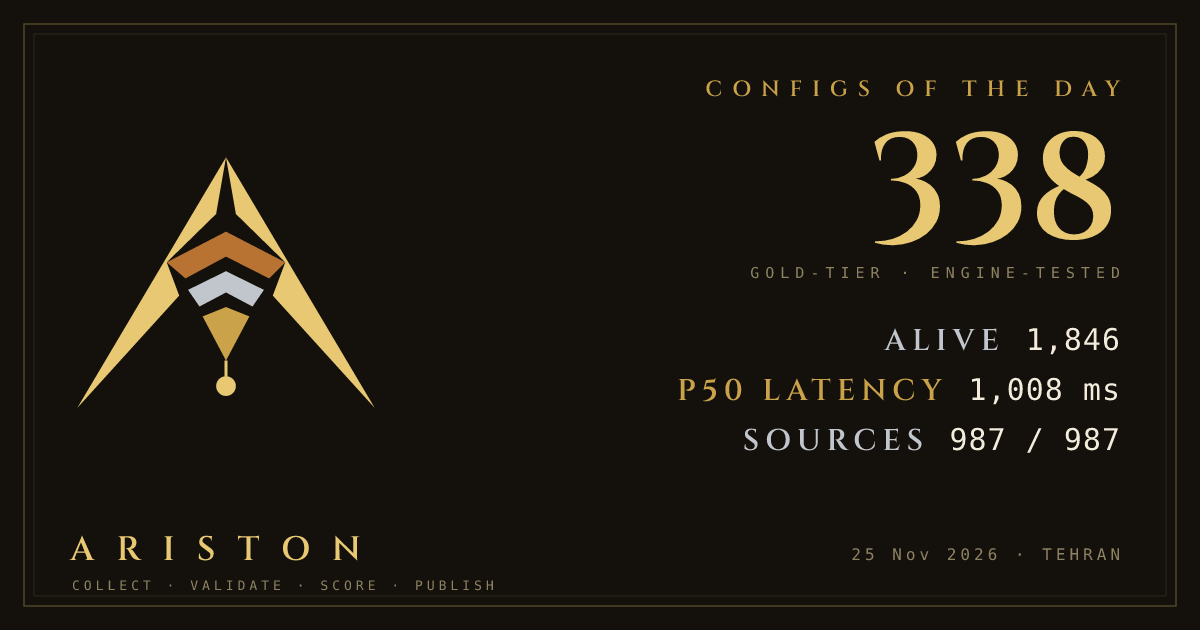 CONFIGS OF THE DAY
338
GOLD-TIER · ENGINE-TESTED
ALIVE 1,846
P50 LATENCY 1,008 ms
SOURCES 987 / 987
ARISTON
COLLECT · VALIDATE · SCORE · PUBLISH
25 Nov 2026 · TEHRAN